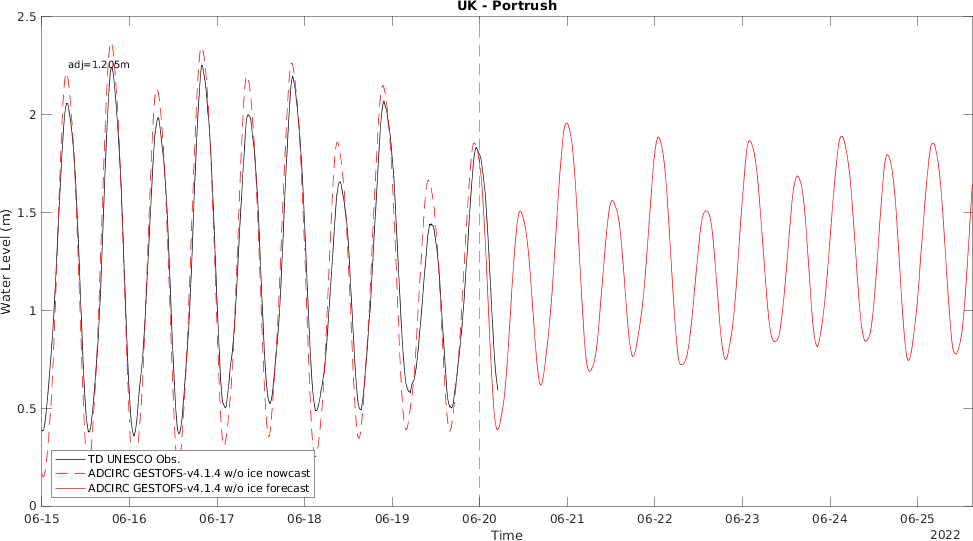 UK - Portrush
adj=1.205m
Water Level (m)
2.5
2
1.5
1
0.5
0
TD UNESCO Obs.
ADCIRC GESTOFS-v4.1.4 w/o ice nowcast
ADCIRC GESTOFS-v4.1.4 w/o ice forecast
06-15 06-16 06-17 06-18 06-19 06-20 06-21 06-22 06-23 06-24 06-25
Time
2022